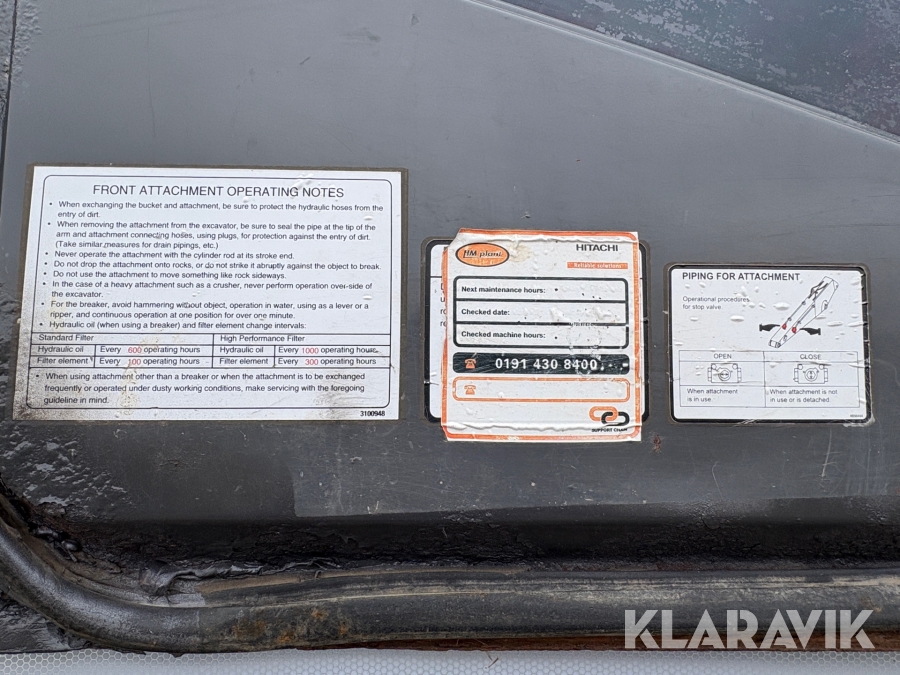 FRONT ATTACHMENT OPERATING NOTES
• When exchanging the bucket and attachment, be sure to protect the hydraulic hoses from the
entry of dirt.
• When removing the attachment from the excavator, be sure to seal the pipe at the tip of the
arm and attachment connecting hoses, using plugs, for protection against the entry of dirt.
(Take similar measures for drain pipings, etc.)
• Never operate the attachment with the cylinder rod at its stroke end.
• Do not drop the attachment onto rocks, or do not strike it abruptly against the object to break.
• Do not use the attachment to move something like rock sideways.
• In the case of a heavy attachment such as a crusher, never perform operation over-side of
the excavator.
• For the breaker, avoid hammering without object, operation in water, using as a lever or a
ripper, and continuous operation at one position for over one minute.
• Hydraulic oil (when using a breaker) and filter element change intervals:
Standard Filter High Performance Filter
Hydraulic oil Every 600 operating hours Hydraulic oil Every 1000 operating hours
Filter element Every 100 operating hours Filter element Every 300 operating hours
• When using attachment other than a breaker or when the attachment is to be exchanged
frequently or operated under dusty working conditions, make servicing with the foregoing
guideline in mind.
3100948
HM plant
HITACHI
Reliable solutions
Next maintenance hours:
Checked date:
Checked machine hours:
0191 430 8400
SUPPORT CHAIN
PIPING FOR ATTACHMENT
Operational procedures
for stop valve.
OPEN CLOSE
When attachment
is in use.
When attachment is not
in use or is detached.
KLARAVIK